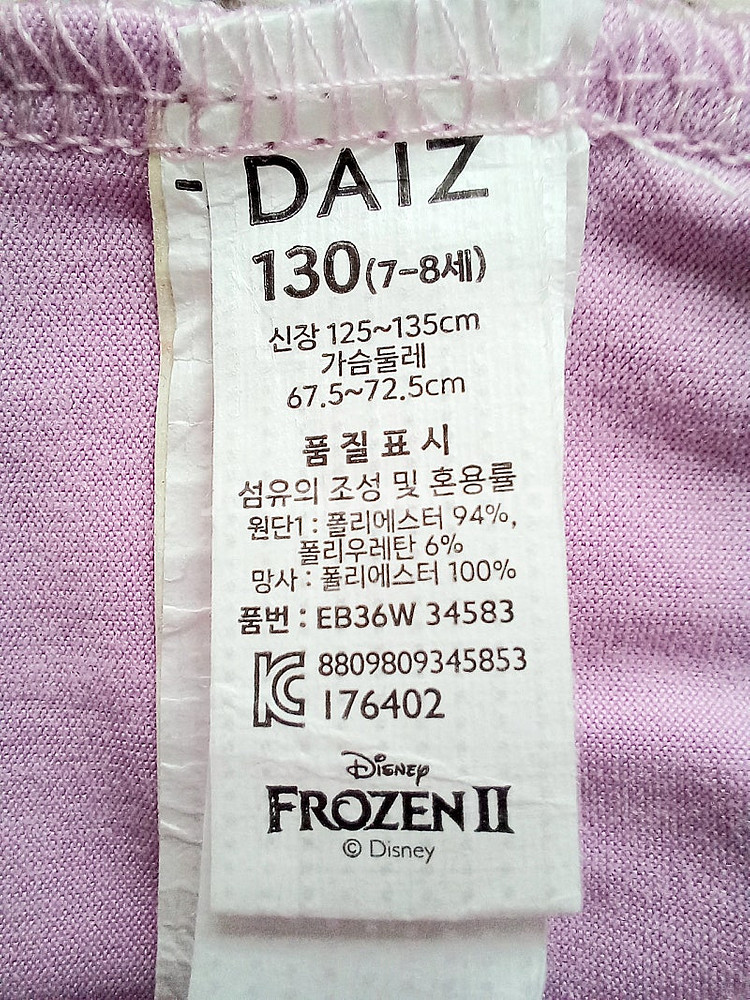 DAIZ
130(7-8세)
신장 125~135cm
가슴둘레
67.5~72.5cm
품질표시
섬유의 조성 및 혼용률
원단1 : 폴리에스터 94%,
폴리우레탄 6%
망사 : 폴리에스터 100%
품번 : EB36W 34583
KC 8809809345853
176402
Disney
FROZEN II
© Disney